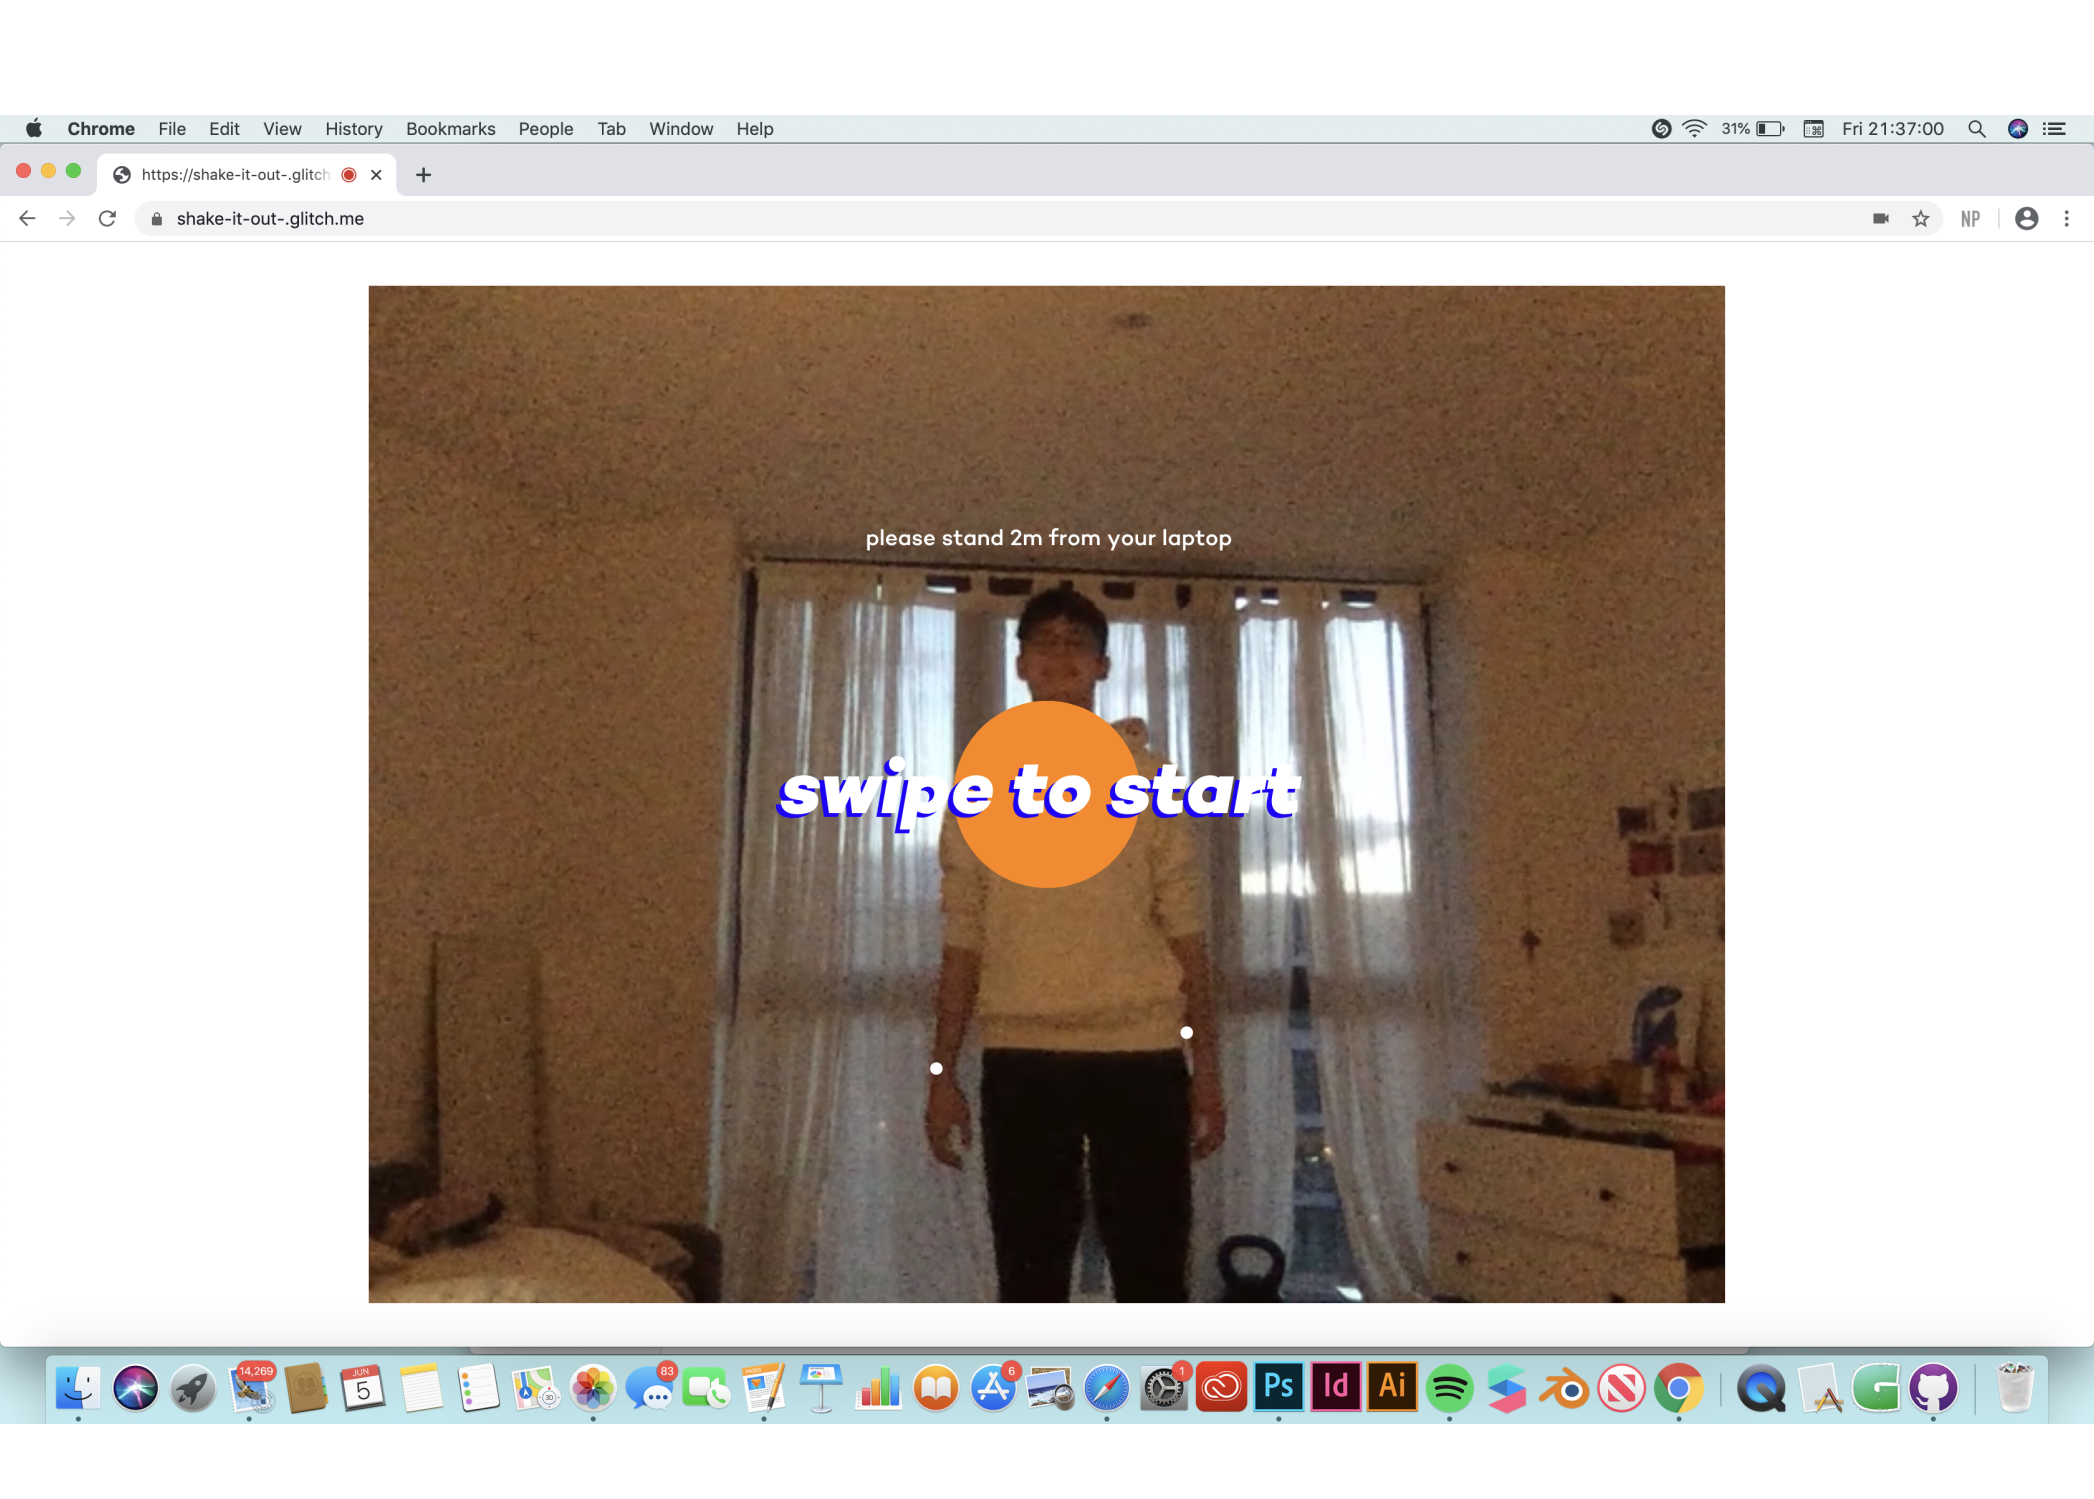 Chrome File Edit View History Bookmarks People Tab Window Help 31% Fri 21:37:00
https://shake-it-out-.glitch
shake-it-out-.glitch.me NP
please stand 2m from your laptop
swipe to start
14,269 JUN 5 3D 83 PAGES 6 1 Ps Id Ai